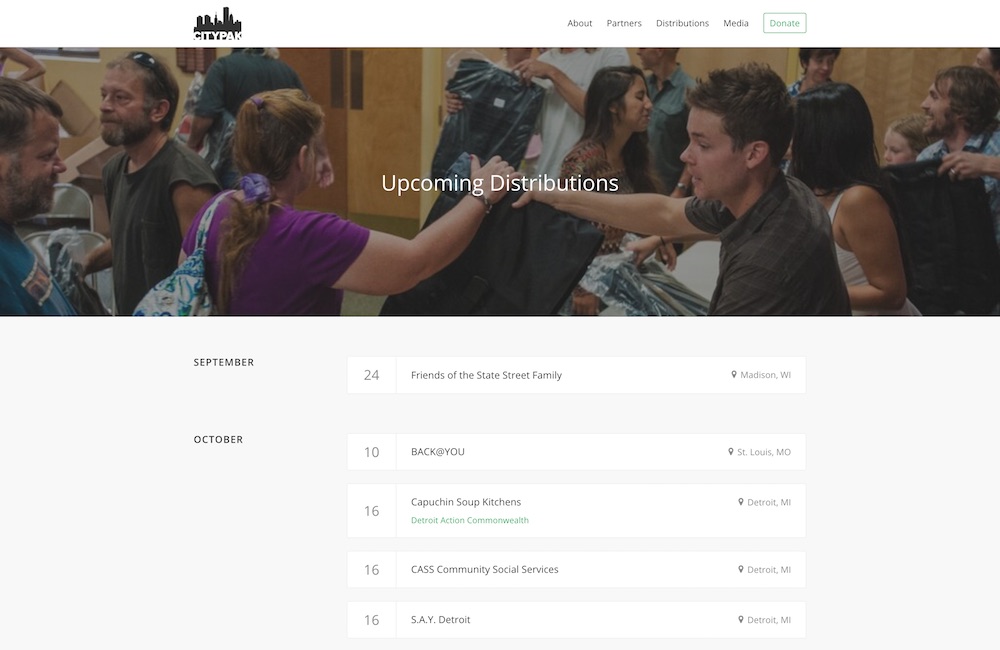 CITYPAK
About Partners Distributions Media Donate
Upcoming Distributions
SEPTEMBER
24 Friends of the State Street Family Madison, WI
OCTOBER
10 BACK@YOU St. Louis, MO
16 Capuchin Soup Kitchens Detroit, MI
Detroit Action Commonwealth
16 CASS Community Social Services Detroit, MI
16 S.A.Y. Detroit Detroit, MI